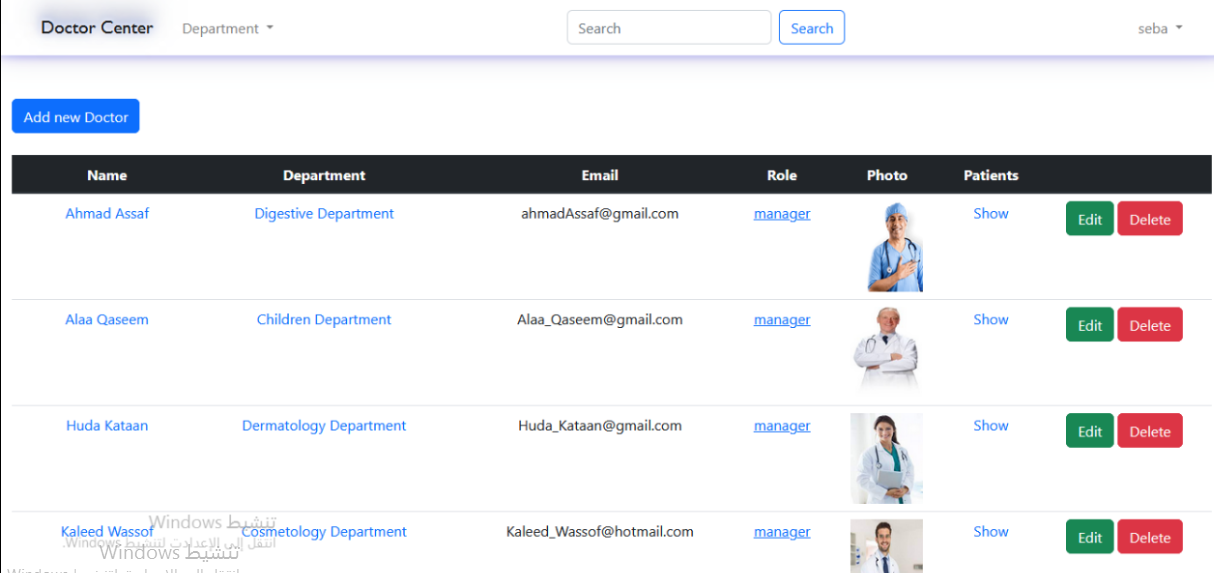 Doctor Center Department Search Search seba
Add new Doctor
Name Department Email Role Photo Patients
Ahmad Assaf Digestive Department ahmadAssaf@gmail.com manager Show Edit Delete
Alaa Qaseem Children Department Alaa_Qaseem@gmail.com manager Show Edit Delete
Huda Kataan Dermatology Department Huda_Kataan@gmail.com manager Show Edit Delete
تنشيط Windows
Kaleed Wassof Cosmetology Department Kaleed_Wassof@hotmail.com manager Show Edit Delete
انتقل إلى الإعدادات لتنشيط Windows.
تنشيط Windows